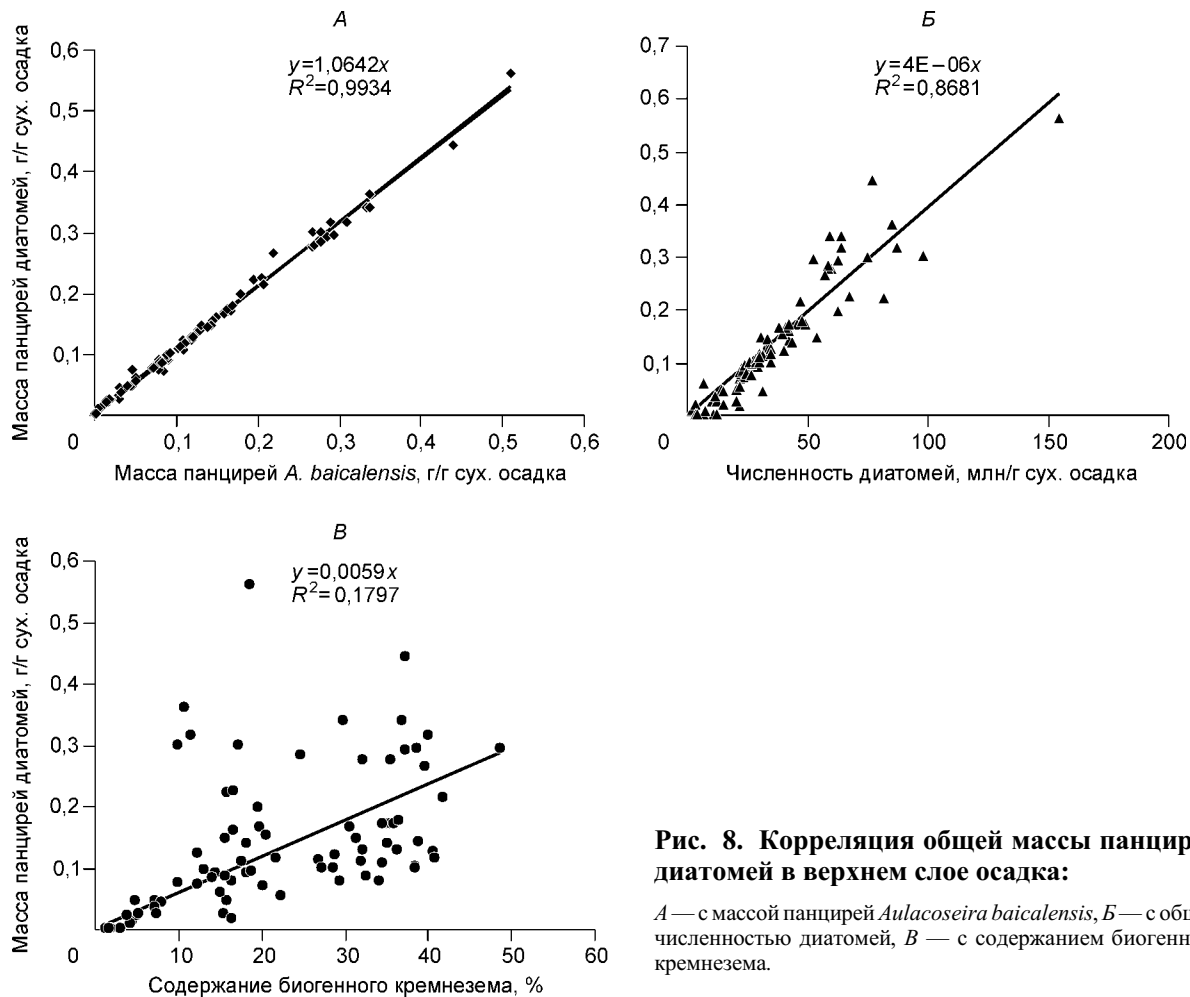 А
Масса панцирей диатомей, г/г сух. осадка
0,6
0,5
0,4
0,3
0,2
0,1
y=1,0642x
R²=0,9934
0
0,1
0,2
0,3
0,4
0,5
0,6
Масса панцирей A. baicalensis, г/г сух. осадка
Б
0,7
0,6
0,5
0,4
0,3
0,2
0,1
y=4E–06x
R²=0,8681
0
50
100
150
200
Численность диатомей, млн/г сух. осадка
В
Масса панцирей диатомей, г/г сух. осадка
0,6
0,5
0,4
0,3
0,2
0,1
y=0,0059x
R²=0,1797
0
10
20
30
40
50
60
Содержание биогенного кремнезема, %
Рис. 8. Корреляция общей массы панцир
диатомей в верхнем слое осадка:
А — с массой панцирей Aulacoseira baicalensis, Б — с общ
численностью диатомей, В — с содержанием биогенн
кремнезема.